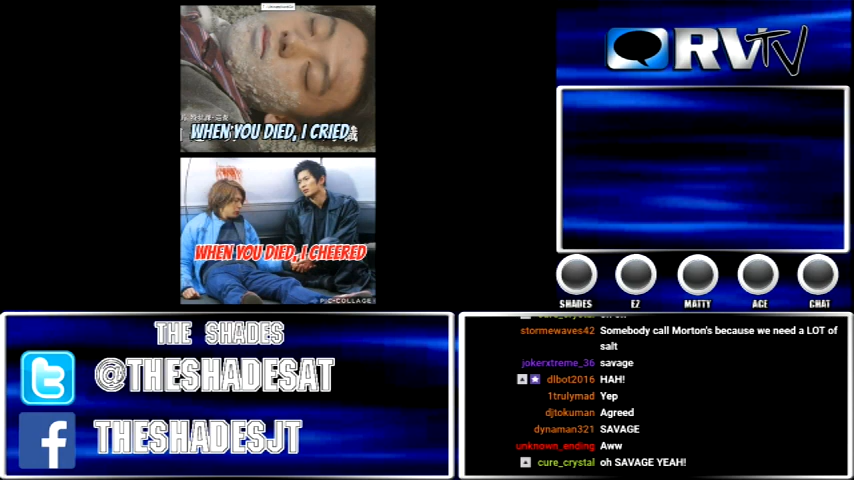 WHEN YOU DIED, I CRIED
WHEN YOU DIED, I CHEERED
PIC•COLLAGE
RVTV
SHADES
EZ
MATTY
ACE
CHAT
THE SHADES
@THESHADESAT
THESHADESJT
stormewaves42 Somebody call Morton's because we need a LOT of
salt
jokerxtreme_36 savage
dlbot2016 HAH!
1trulymad Yep
djtokuman Agreed
dynaman321 SAVAGE
unknown_ending Aww
cure_crystal oh SAVAGE YEAH!